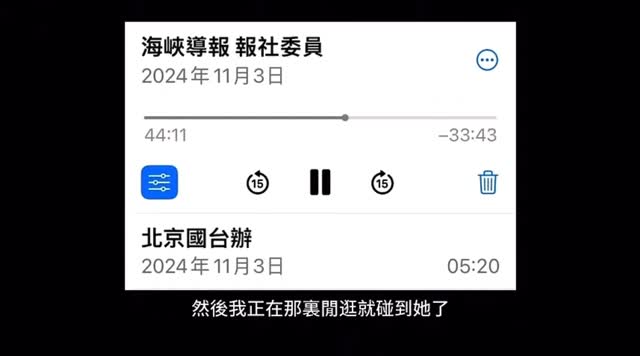 海峽導報 報社委員
2024年11月3日
44:11
−33:43
15
15
北京國台辦
2024年11月3日
05:20
然後我正在那裏閒逛就碰到她了